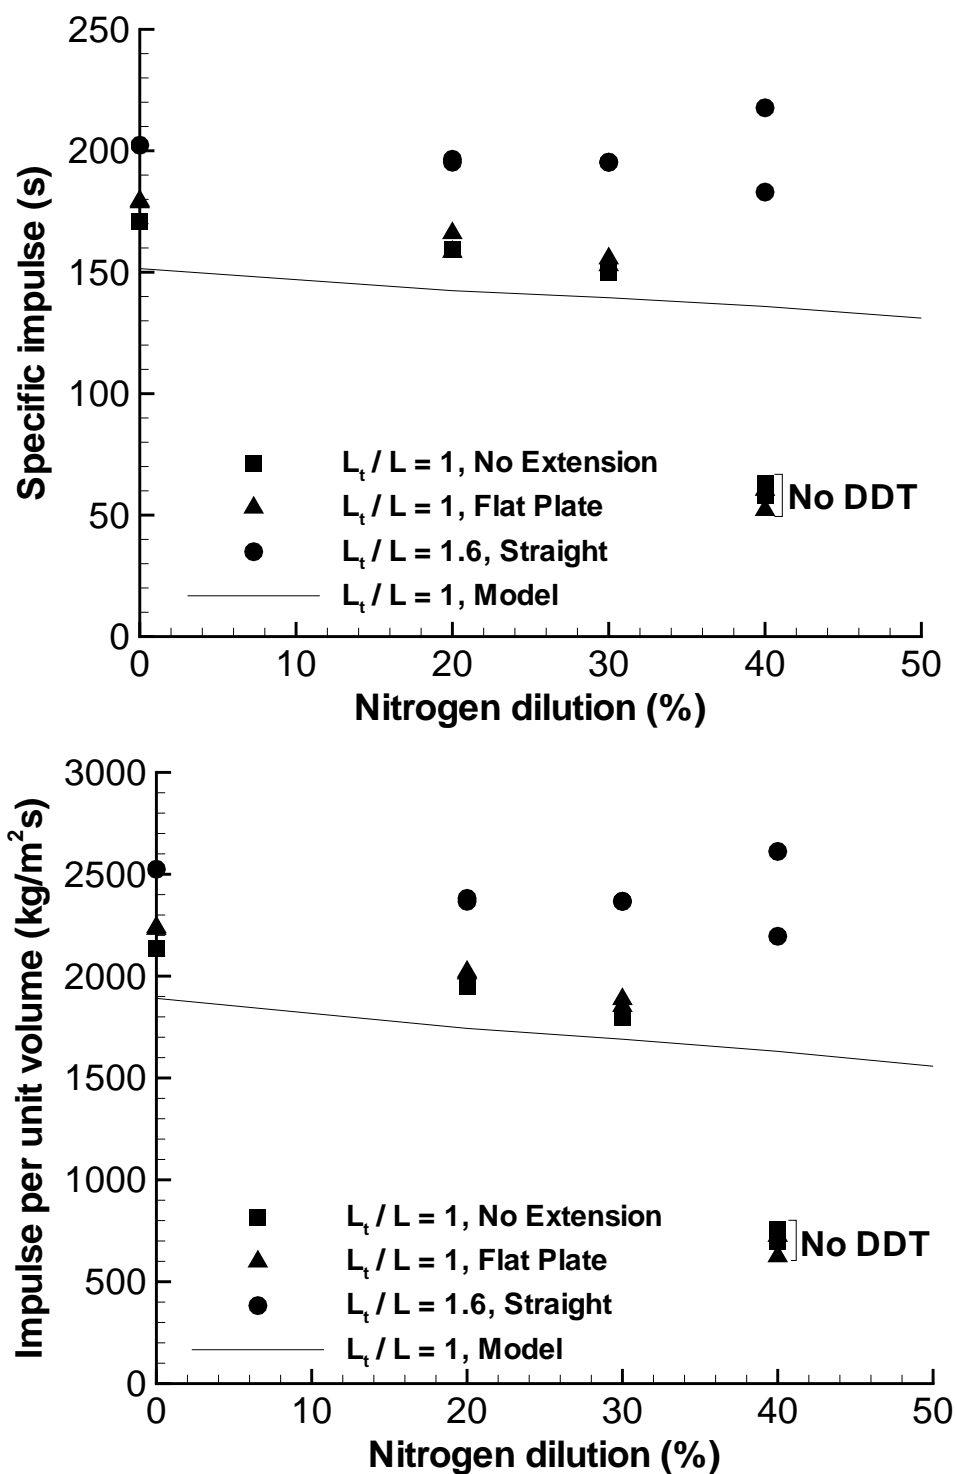 250
200
150
100
50
0
Specific impulse (s)
Lt / L = 1, No Extension
Lt / L = 1, Flat Plate
Lt / L = 1.6, Straight
Lt / L = 1, Model
No DDT
0 10 20 30 40 50
Nitrogen dilution (%)
3000
2500
2000
1500
1000
500
0
Impulse per unit volume (kg/m²s)
Lt / L = 1, No Extension
Lt / L = 1, Flat Plate
Lt / L = 1.6, Straight
Lt / L = 1, Model
No DDT
0 10 20 30 40 50
Nitrogen dilution (%)